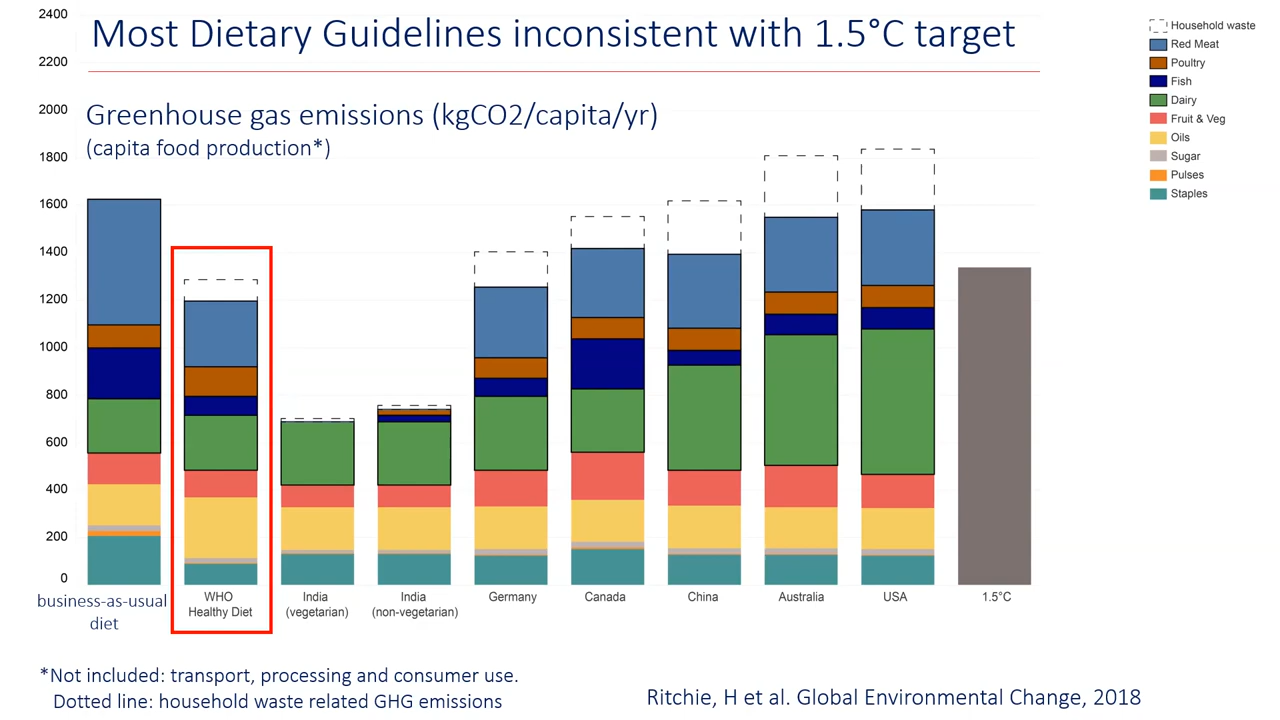 Most Dietary Guidelines inconsistent with 1.5°C target
Greenhouse gas emissions (kgCO2/capita/yr)
(capita food production*)
2400
2200
2000
1800
1600
1400
1200
1000
800
600
400
200
0
Household waste
Red Meat
Poultry
Fish
Dairy
Fruit & Veg
Oils
Sugar
Pulses
Staples
business-as-usual
diet
WHO
Healthy Diet
India
(vegetarian)
India
(non-vegetarian)
Germany
Canada
China
Australia
USA
1.5°C
*Not included: transport, processing and consumer use.
Dotted line: household waste related GHG emissions
Ritchie, H et al. Global Environmental Change, 2018